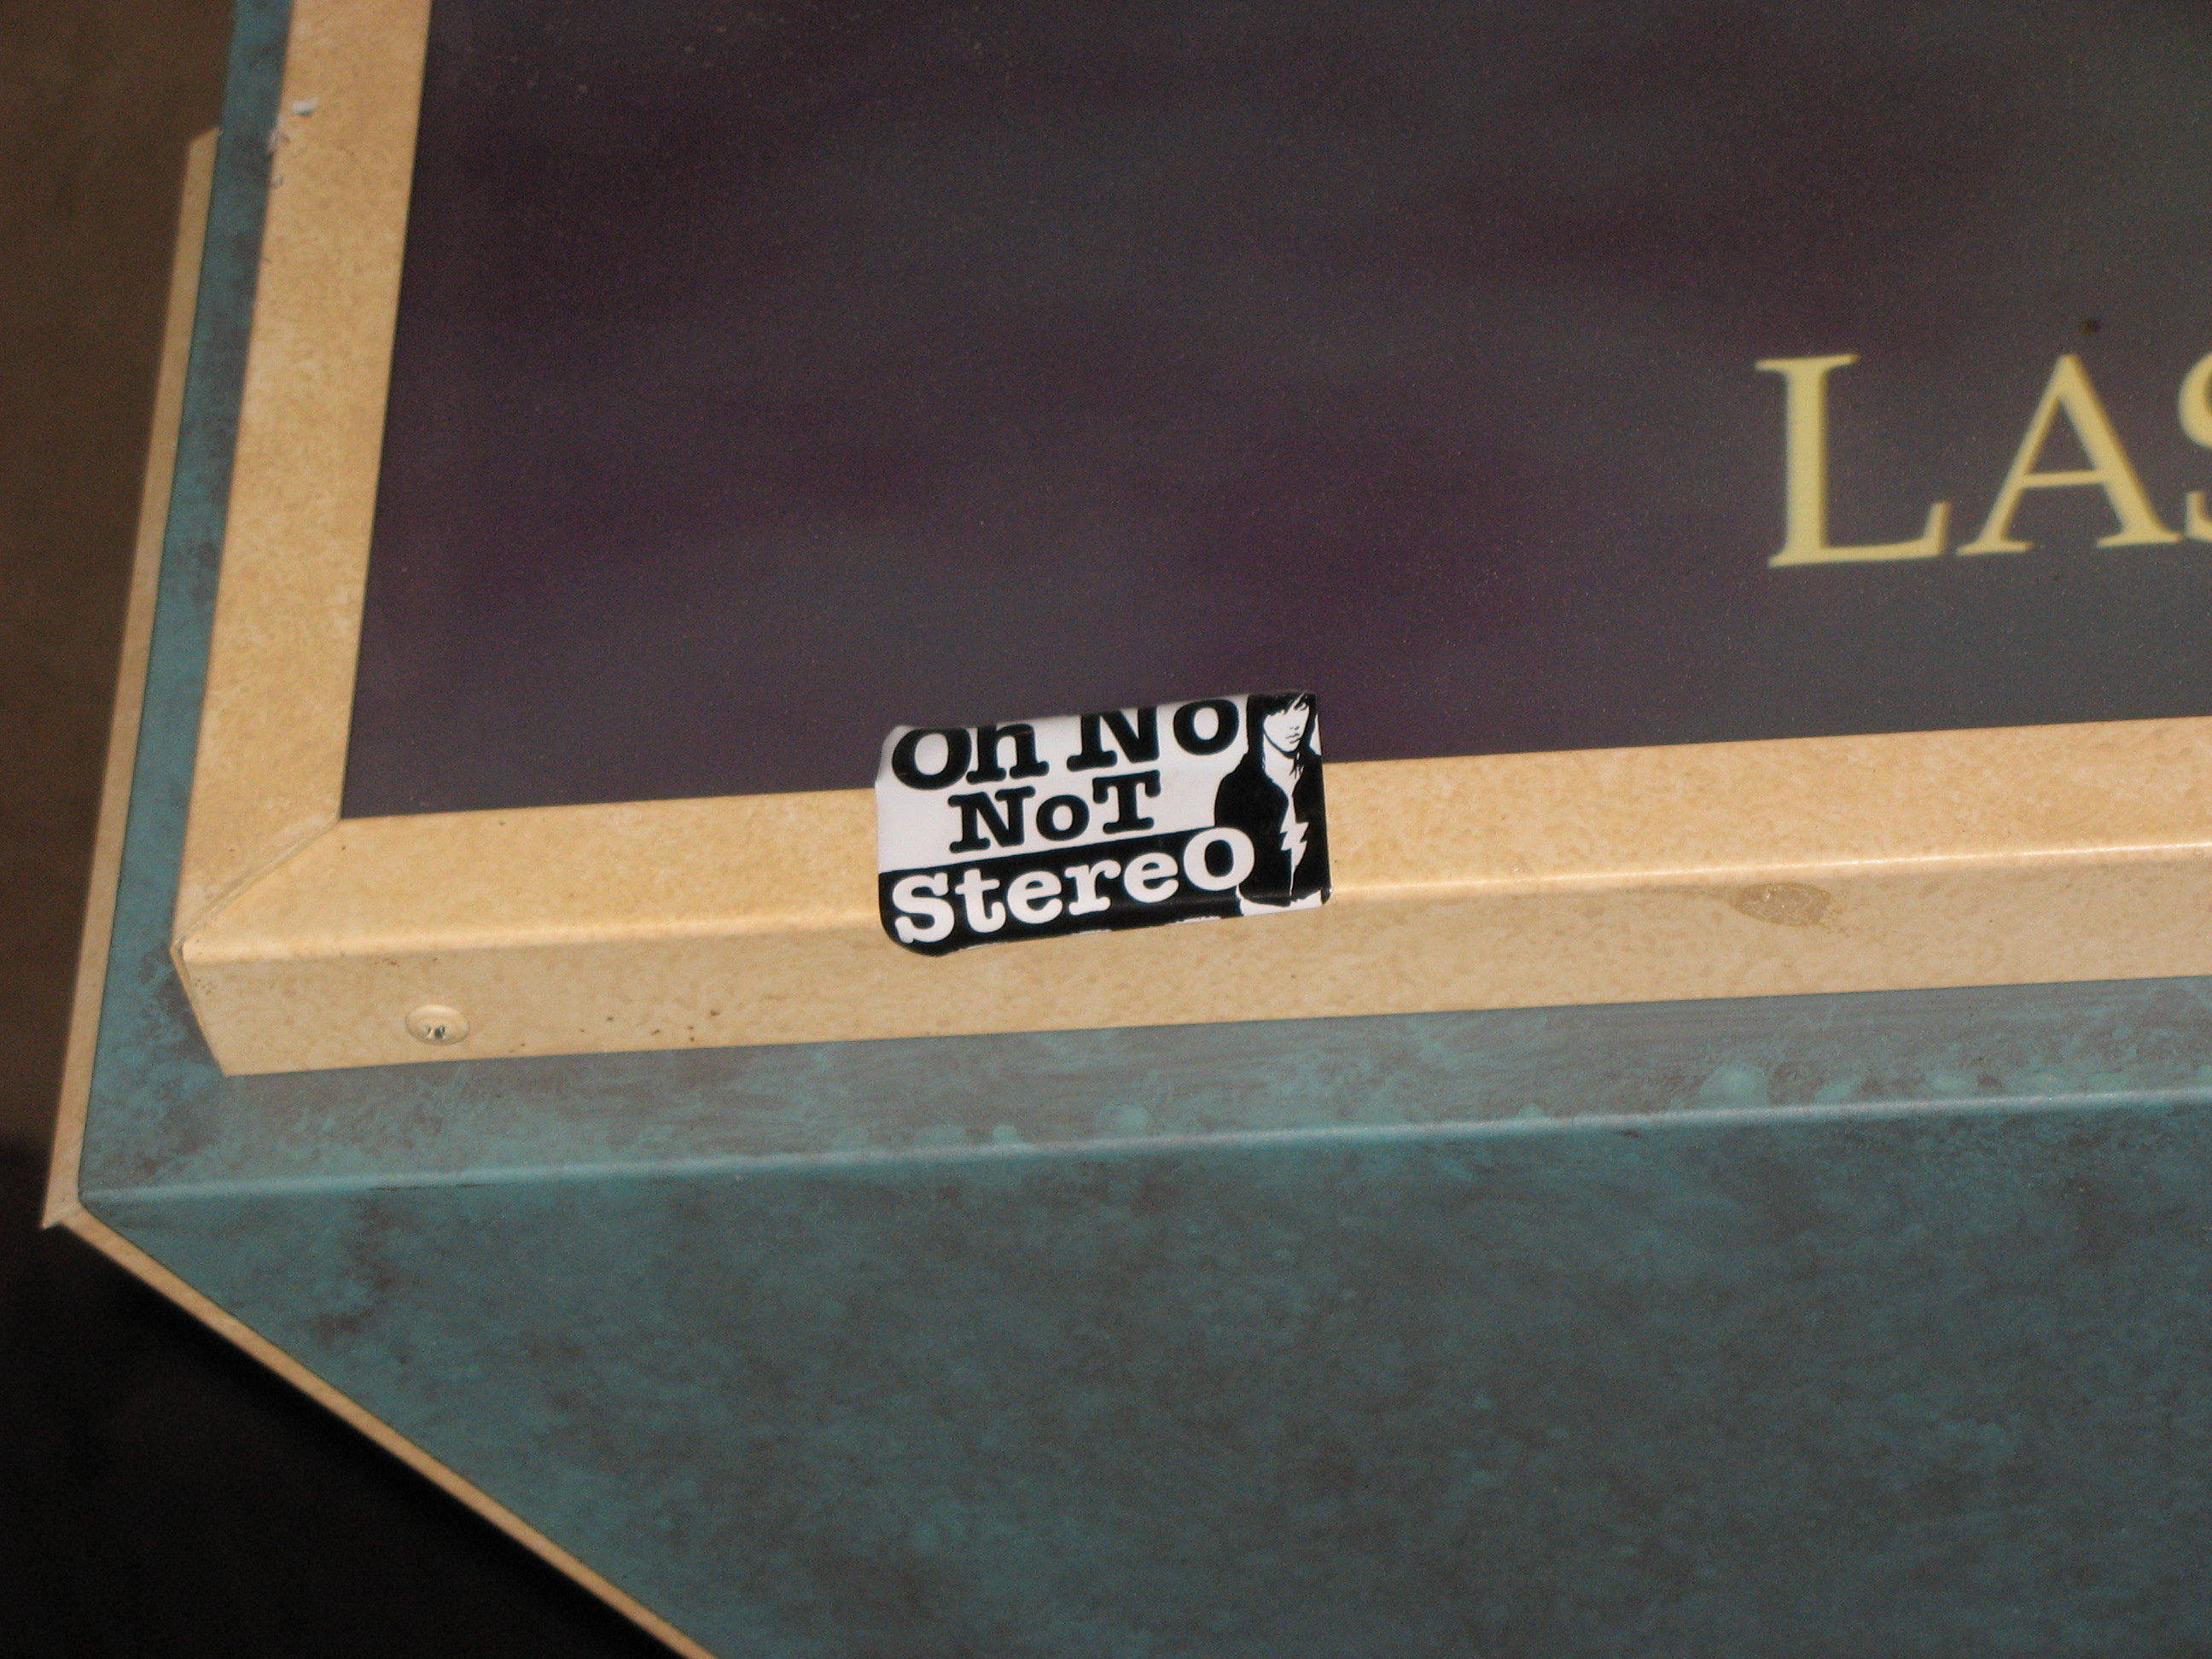 LAS
Oh No
NoT
StereO